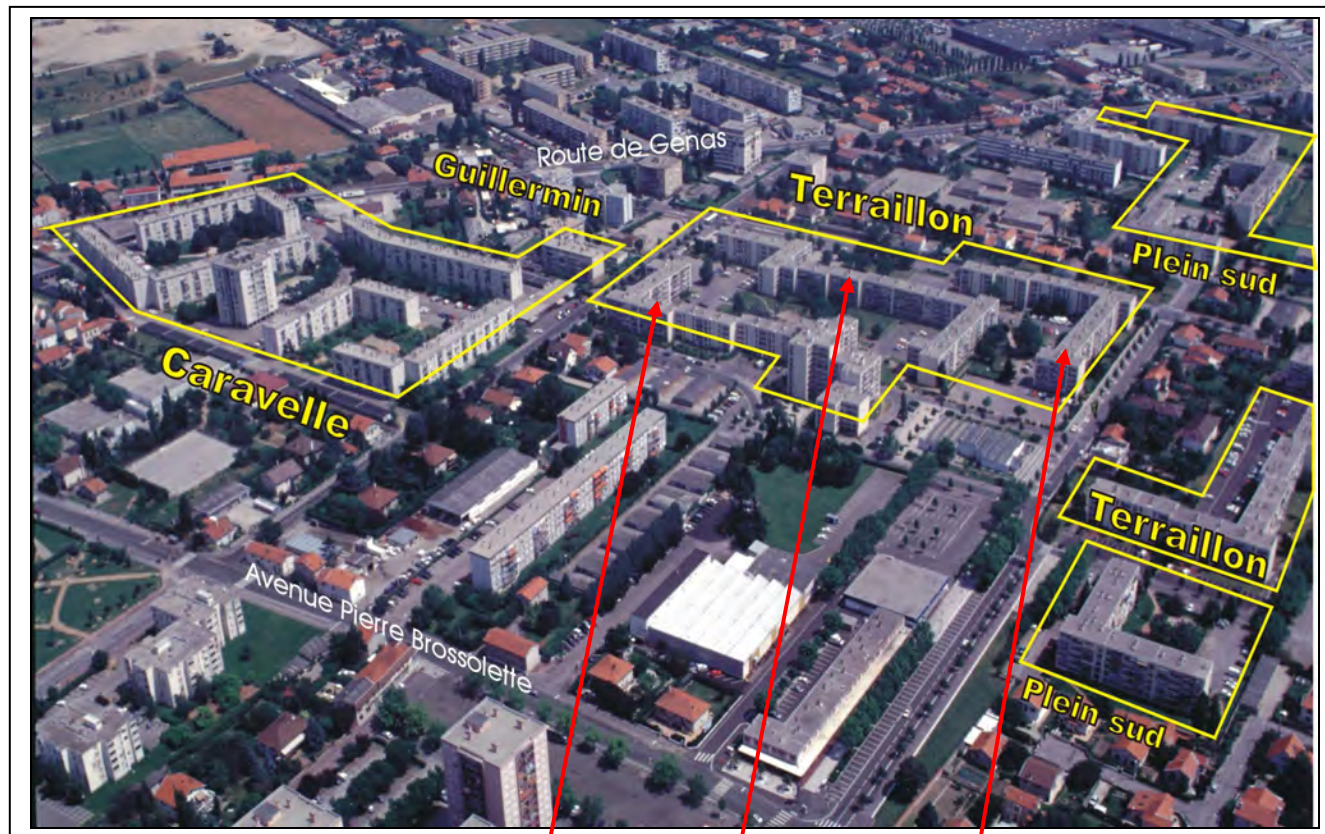 Route de Genas
Guillermin
Terraillon
Plein sud
Caravelle
Terraillon
Avenue Pierre Brossolette
Plein sud